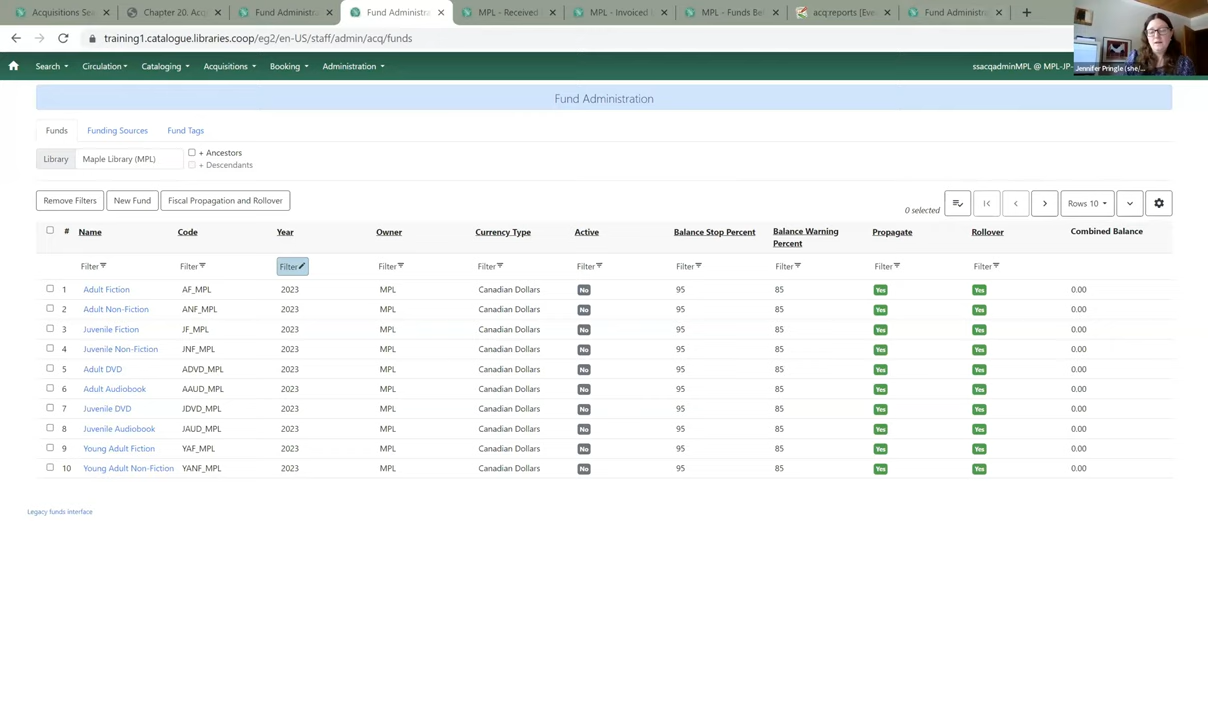 Acquisitions Se
Chapter 20. Acq
Fund Administra
Fund Administra
MPL - Received
MPL - Invoiced
MPL - Funds Be
acq:reports [Eve
Fund Administra
training1.catalogue.libraries.coop/eg2/en-US/staff/admin/acq/funds
Search Circulation Cataloging Acquisitions Booking Administration ssacqadminMPL @ MPL-JP-
Jennifer Pringle (she/...
Fund Administration
Funds Funding Sources Fund Tags
Library Maple Library (MPL) + Ancestors
+ Descendants
Remove Filters New Fund Fiscal Propagation and Rollover
0 selected Rows 10
# Name Code Year Owner Currency Type Active Balance Stop Percent Balance Warning Percent Propagate Rollover Combined Balance
Filter Filter Filter Filter Filter Filter Filter Filter Filter Filter
1 Adult Fiction AF_MPL 2023 MPL Canadian Dollars No 95 85 Yes Yes 0.00
2 Adult Non-Fiction ANF_MPL 2023 MPL Canadian Dollars No 95 85 Yes Yes 0.00
3 Juvenile Fiction JF_MPL 2023 MPL Canadian Dollars No 95 85 Yes Yes 0.00
4 Juvenile Non-Fiction JNF_MPL 2023 MPL Canadian Dollars No 95 85 Yes Yes 0.00
5 Adult DVD ADVD_MPL 2023 MPL Canadian Dollars No 95 85 Yes Yes 0.00
6 Adult Audiobook AAUD_MPL 2023 MPL Canadian Dollars No 95 85 Yes Yes 0.00
7 Juvenile DVD JDVD_MPL 2023 MPL Canadian Dollars No 95 85 Yes Yes 0.00
8 Juvenile Audiobook JAUD_MPL 2023 MPL Canadian Dollars No 95 85 Yes Yes 0.00
9 Young Adult Fiction YAF_MPL 2023 MPL Canadian Dollars No 95 85 Yes Yes 0.00
10 Young Adult Non-Fiction YANF_MPL 2023 MPL Canadian Dollars No 95 85 Yes Yes 0.00
Legacy funds interface